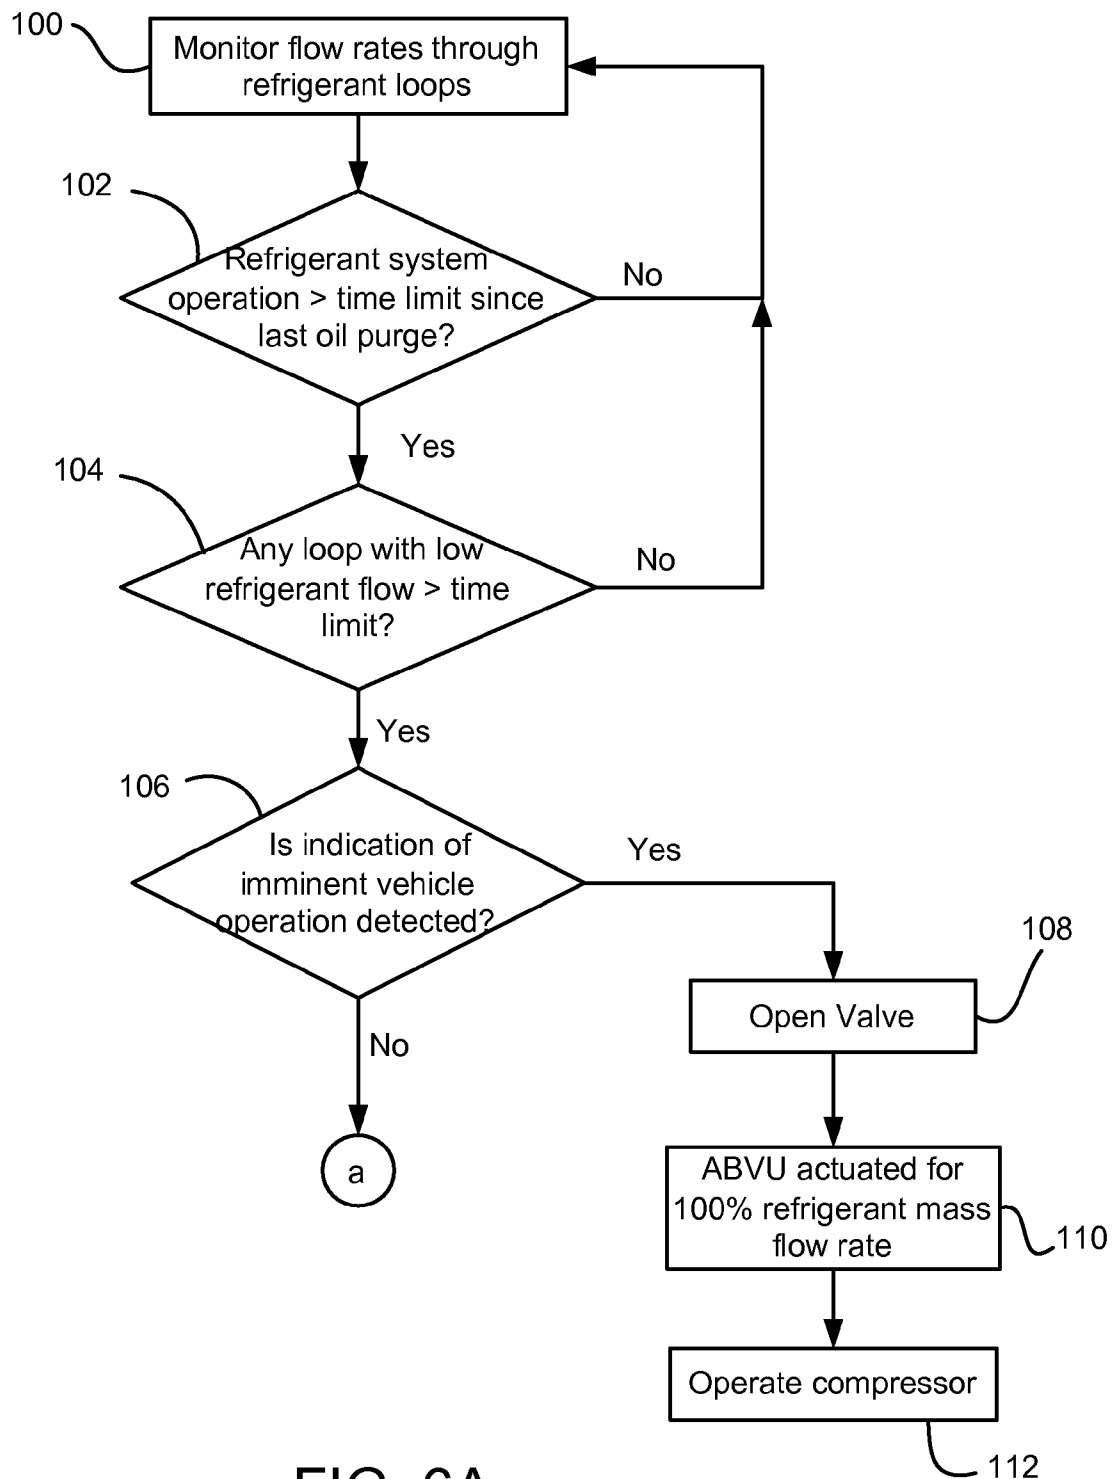 100
Monitor flow rates through
refrigerant loops
102
Refrigerant system
operation > time limit since
last oil purge?
No
Yes
104
Any loop with low
refrigerant flow > time
limit?
No
Yes
106
Is indication of
imminent vehicle
operation detected?
Yes
No
a
108
Open Valve
ABVU actuated for
100% refrigerant mass
flow rate
110
Operate compressor
112
FIG. 6A